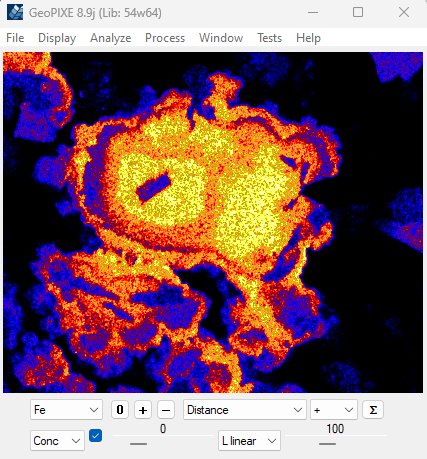 GeoPIXE 8.9j (Lib: 54w64)
File Display Analyze Process Window Tests Help
Fe 0 + − Distance + Σ
Conc 0 L linear 100